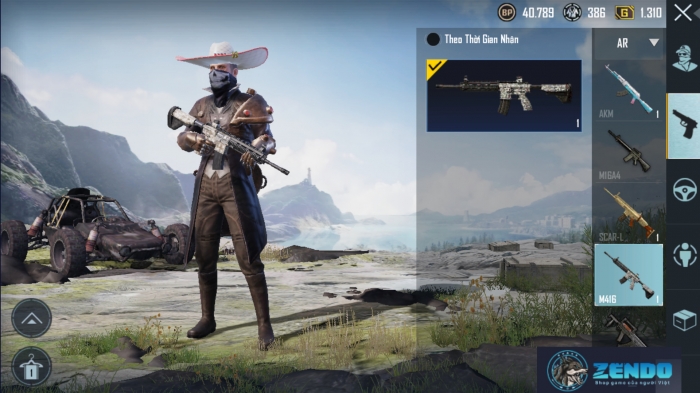 BP 40.789 386 G 1.310
Theo Thời Gian Nhận
AR
1
AKM 1
M16A4
SCAR-L 1
M416 1
ZENDO
Shop game của người Việt